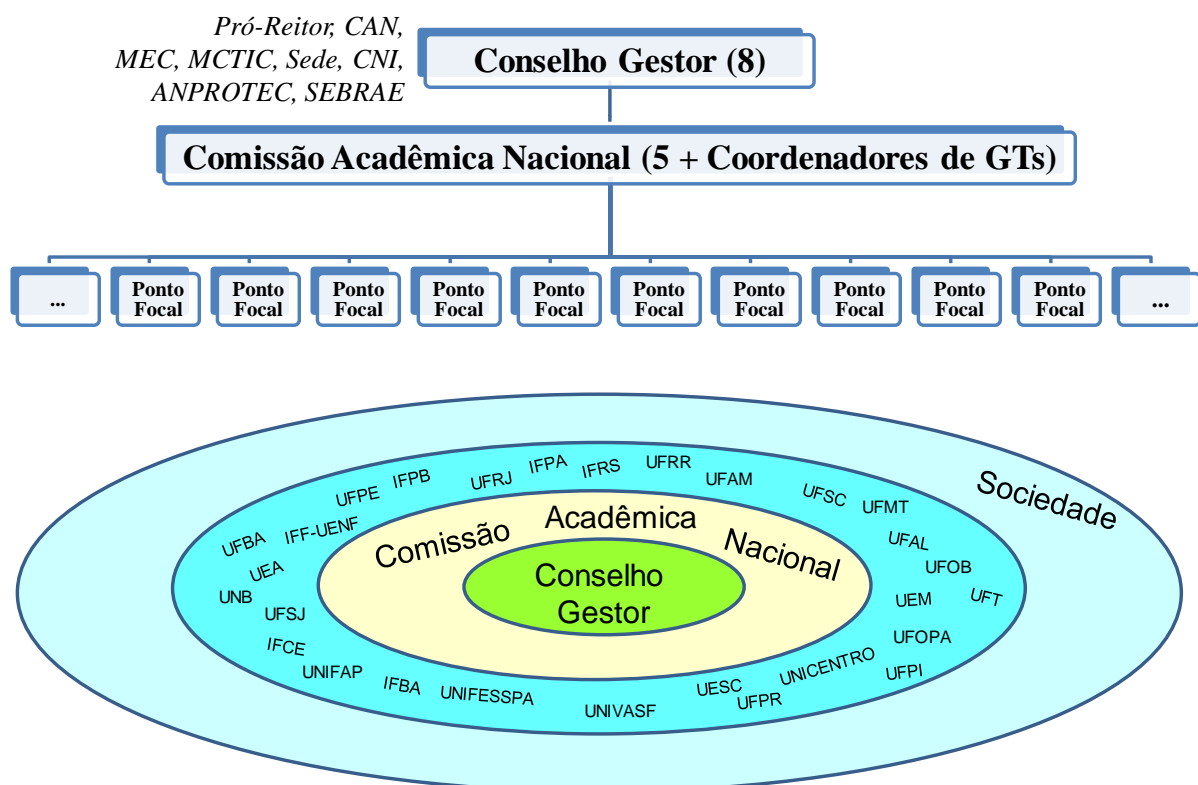 Pró-Reitor, CAN,
MEC, MCTIC, Sede, CNI,
ANPROTEC, SEBRAE
Conselho Gestor (8)
Comissão Acadêmica Nacional (5 + Coordenadores de GTs)
...
Ponto
Focal
Ponto
Focal
Ponto
Focal
Ponto
Focal
Ponto
Focal
Ponto
Focal
Ponto
Focal
Ponto
Focal
Ponto
Focal
Ponto
Focal
...
UFBA
IFF-UENF
UFPE
IFPB
UFRJ
IFPA
IFRS
UFRR
UFAM
UFSC
UFMT
UFAL
UFOB
UEM
UFT
UFOPA
UFPI
UNICENTRO
UESC
UFPR
UNIVASF
UNIFESSPA
IFBA
UNIFAP
IFCE
UFSJ
UNB
UEA
Sociedade
Comissão Acadêmica Nacional
Conselho
Gestor